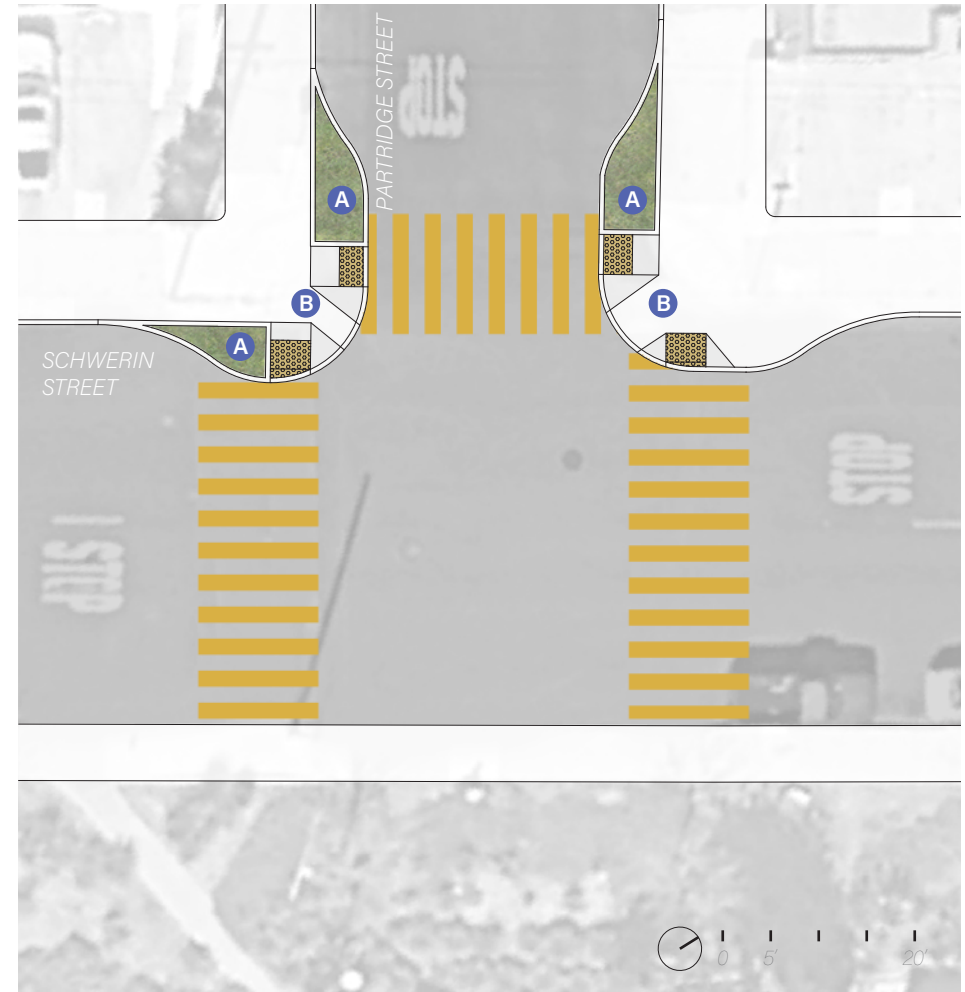 PARTRIDGE STREET
STOP
A
A
B
B
A
SCHWERIN
STREET
STOP
STOP
0 5' 20'